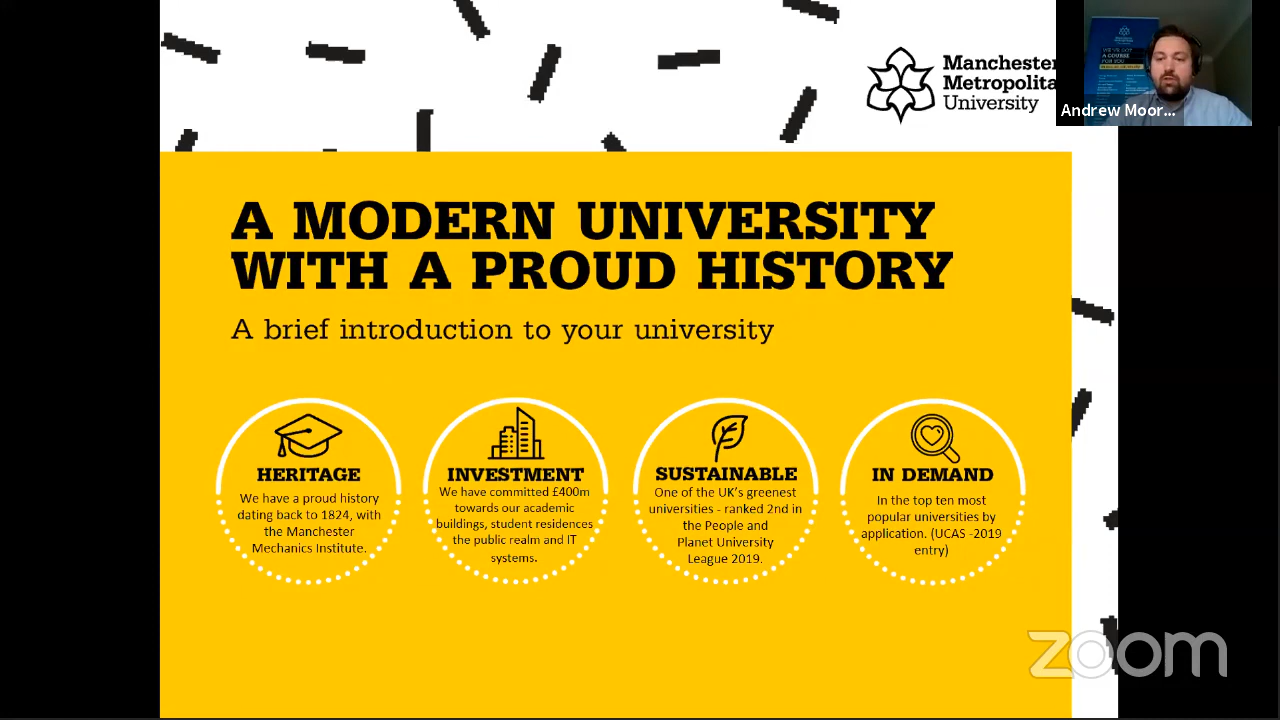 Manchester
Metropolita
University
Andrew Moor...
A MODERN UNIVERSITY
WITH A PROUD HISTORY
A brief introduction to your university
HERITAGE
We have a proud history
dating back to 1824, with
the Manchester
Mechanics Institute.
INVESTMENT
We have committed £400m
towards our academic
buildings, student residences
the public realm and IT
systems.
SUSTAINABLE
One of the UK's greenest
universities - ranked 2nd in
the People and
Planet University
League 2019.
IN DEMAND
In the top ten most
popular universities by
application. (UCAS -2019
entry)
zoom